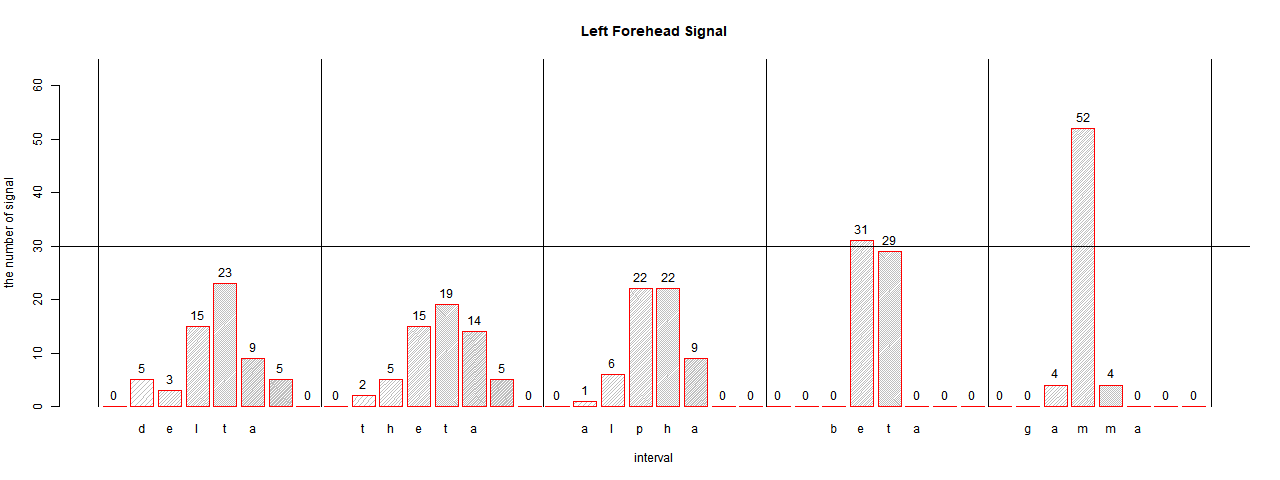 Left Forehead Signal
the number of signal
60
50
40
30
20
10
0
0 5 3 15 23 9 5 0
0 2 5 15 19 14 5 0
0 1 6 22 22 9 0 0
0 0 0 31 29 0 0 0
0 0 4 52 4 0 0 0
d e l t a
t h e t a
a l p h a
b e t a
g a m m a
interval